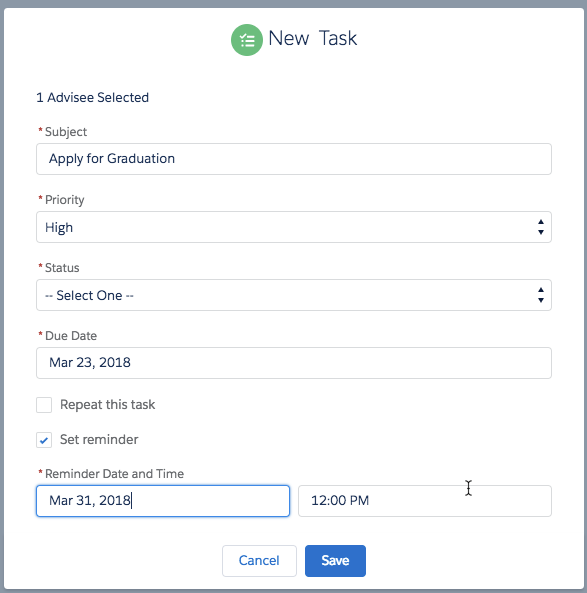 New Task
1 Advisee Selected
*Subject
Apply for Graduation
*Priority
High
*Status
-- Select One --
*Due Date
Mar 23, 2018
Repeat this task
Set reminder
*Reminder Date and Time
Mar 31, 2018 12:00 PM
Cancel Save